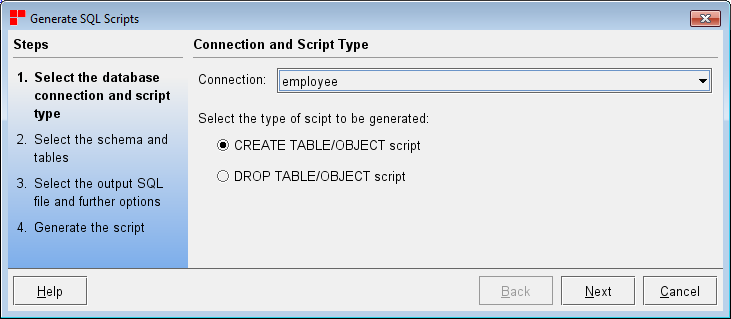 Generate SQL Scripts
Steps
1. Select the database
connection and script
type
2. Select the schema and
tables
3. Select the output SQL
file and further options
4. Generate the script
Connection and Script Type
Connection: employee
Select the type of scipt to be generated:
CREATE TABLE/OBJECT script
DROP TABLE/OBJECT script
Help
Back
Next
Cancel